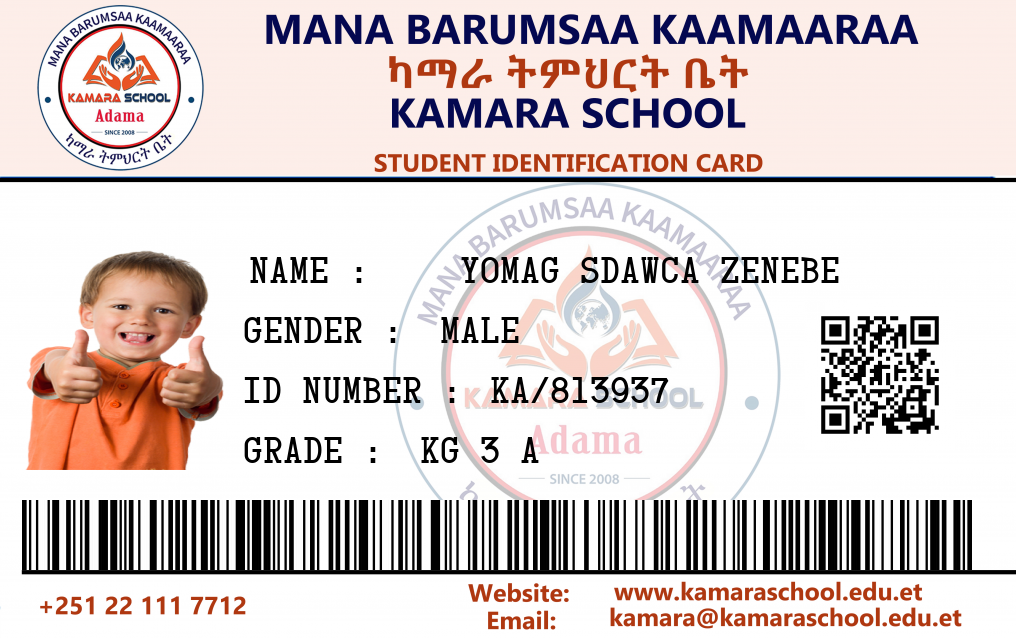 MANA BARUMSAA KAAMAARAA
ካማራ ትምህርት ቤት
KAMARA SCHOOL
STUDENT IDENTIFICATION CARD
MANA BARUMSAA KAAMAARAA
KAMARA SCHOOL
Adama
SINCE 2008
ካማራ ትምህርት ቤት
MANA BARUMSAA KAAMAARAA
NAME : YOMAG SDAWCA ZENEBE
GENDER : MALE
ID NUMBER : KA/813937
KAMARA SCHOOL
GRADE : KG 3 A
Adama
SINCE 2008
+251 22 111 7712
Website: www.kamaraschool.edu.et
Email: kamara@kamaraschool.edu.et